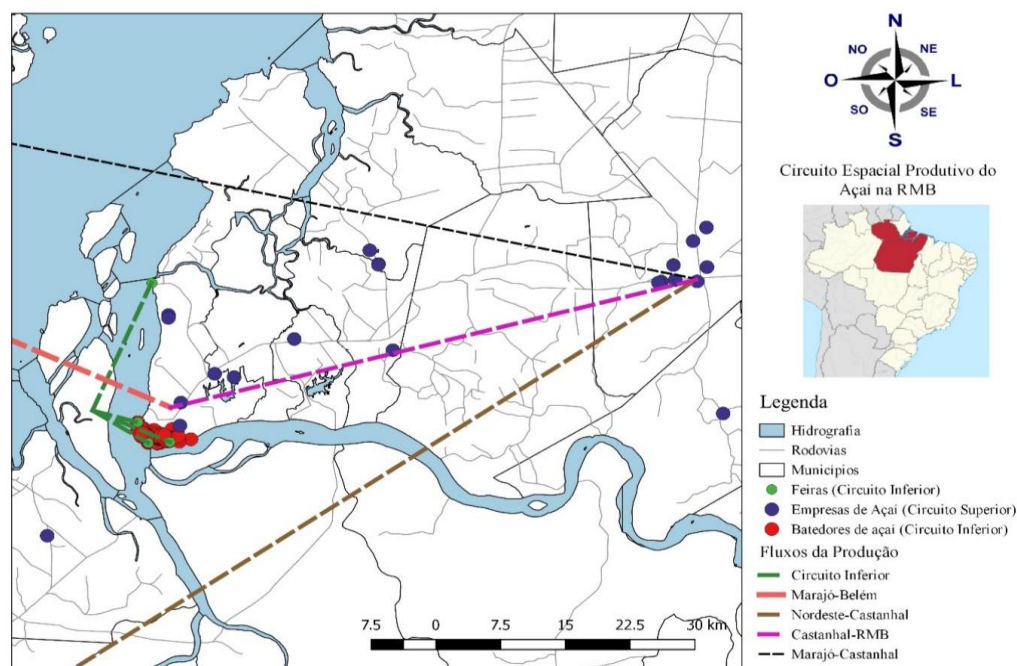 N
NO
NE
O
L
SO
SE
S
Circuito Espacial Produtivo do
Açaí na RMB
Legenda
Hidrografia
Rodovias
Municípios
Feiras (Circuito Inferior)
Empresas de Açaí (Circuito Superior)
Batedores de açaí (Circuito Inferior)
Fluxos da Produção
Circuito Inferior
Marajó-Belém
Nordeste-Castanhal
Castanhal-RMB
Marajó-Castanhal
7.5 0 7.5 15 22.5 30 km